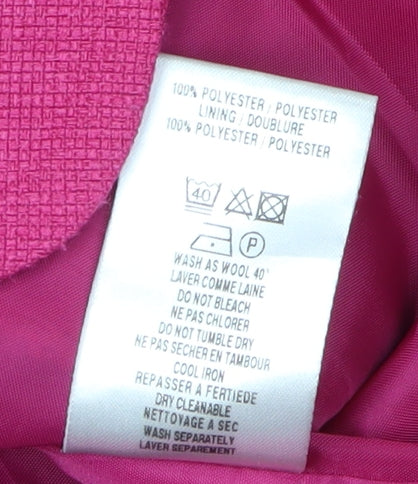 100% POLYESTER / POLYESTER
LINING / DOUBLURE
100% POLYESTER / POLYESTER
40
P
WASH AS WOOL 40°
LAVER COMME LAINE
DO NOT BLEACH
NE PAS CHLORER
DO NOT TUMBLE DRY
NE PAS SECHER EN TAMBOUR
COOL IRON
REPASSER A FERTIEDE
DRY CLEANABLE
NETTOYAGE A SEC
WASH SEPARATELY
LAVER SEPAREMENT